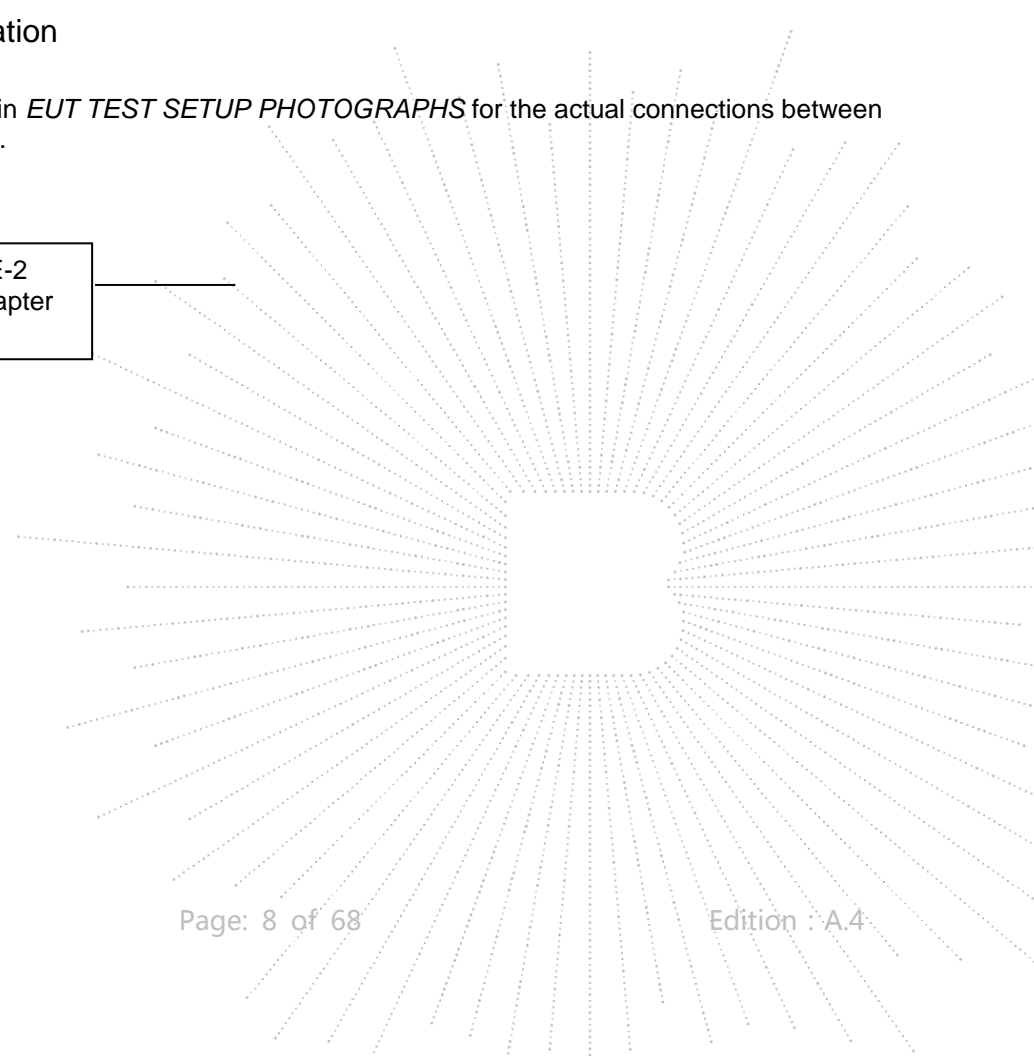 ation
in EUT TEST SETUP PHOTOGRAPHS for the actual connections between
.
E-2
apter
Page: 8 of 68 Edition : A.4